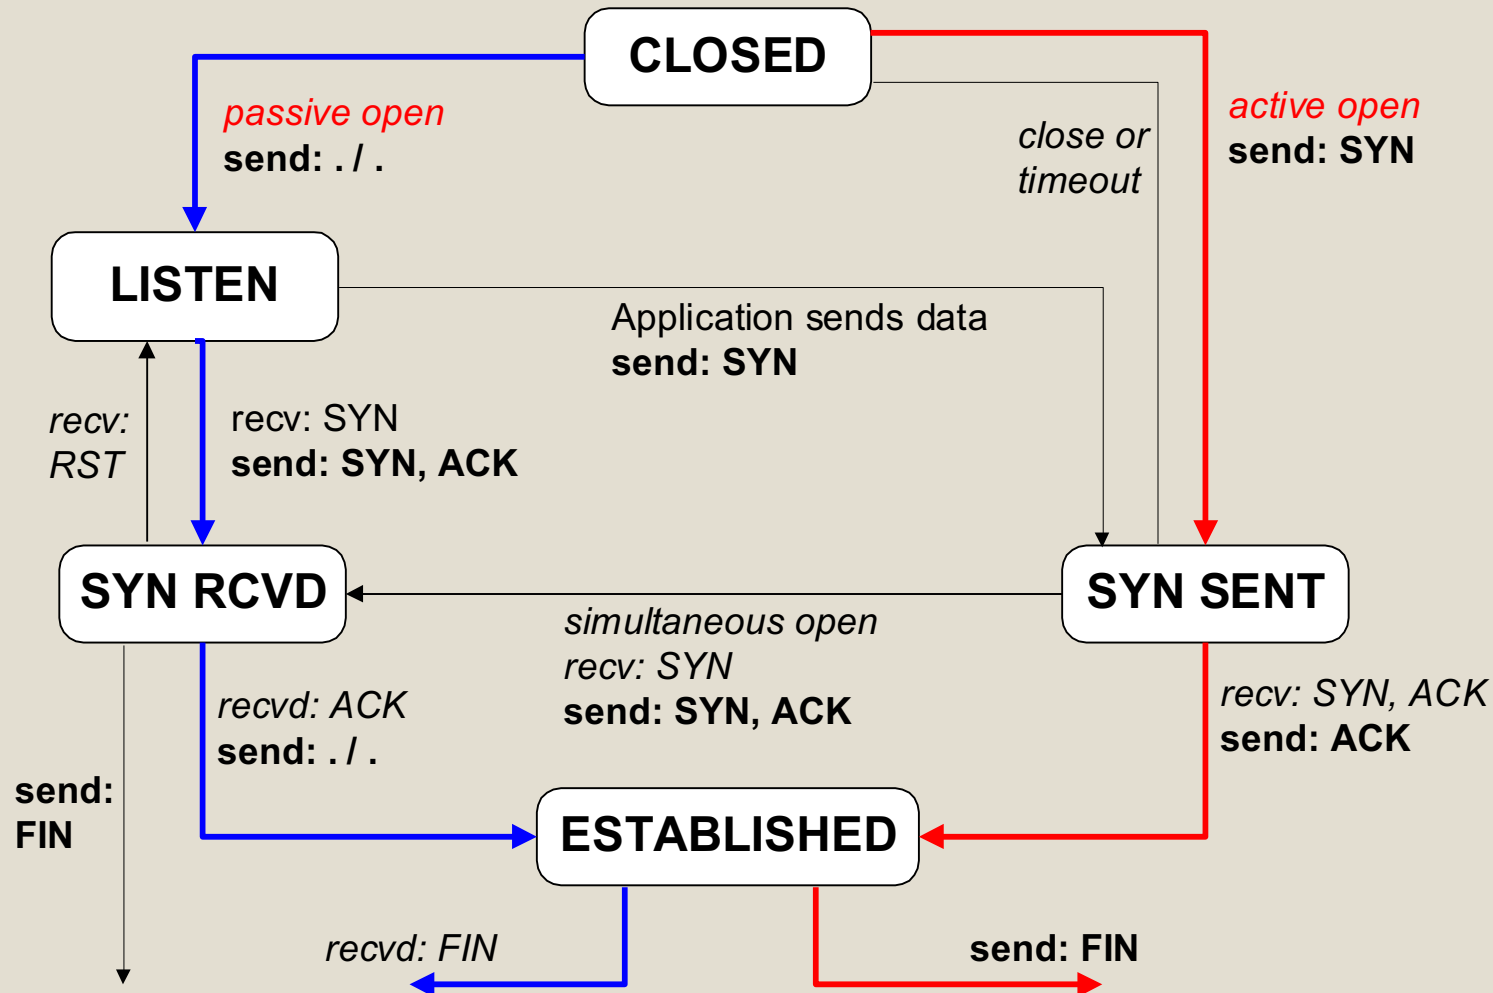 CLOSED
passive open
send: . / .
close or
timeout
active open
send: SYN
LISTEN
Application sends data
send: SYN
recv:
RST
recv: SYN
send: SYN, ACK
SYN RCVD
SYN SENT
simultaneous open
recv: SYN
send: SYN, ACK
recvd: ACK
send: . / .
recv: SYN, ACK
send: ACK
send:
FIN
ESTABLISHED
recvd: FIN
send: FIN